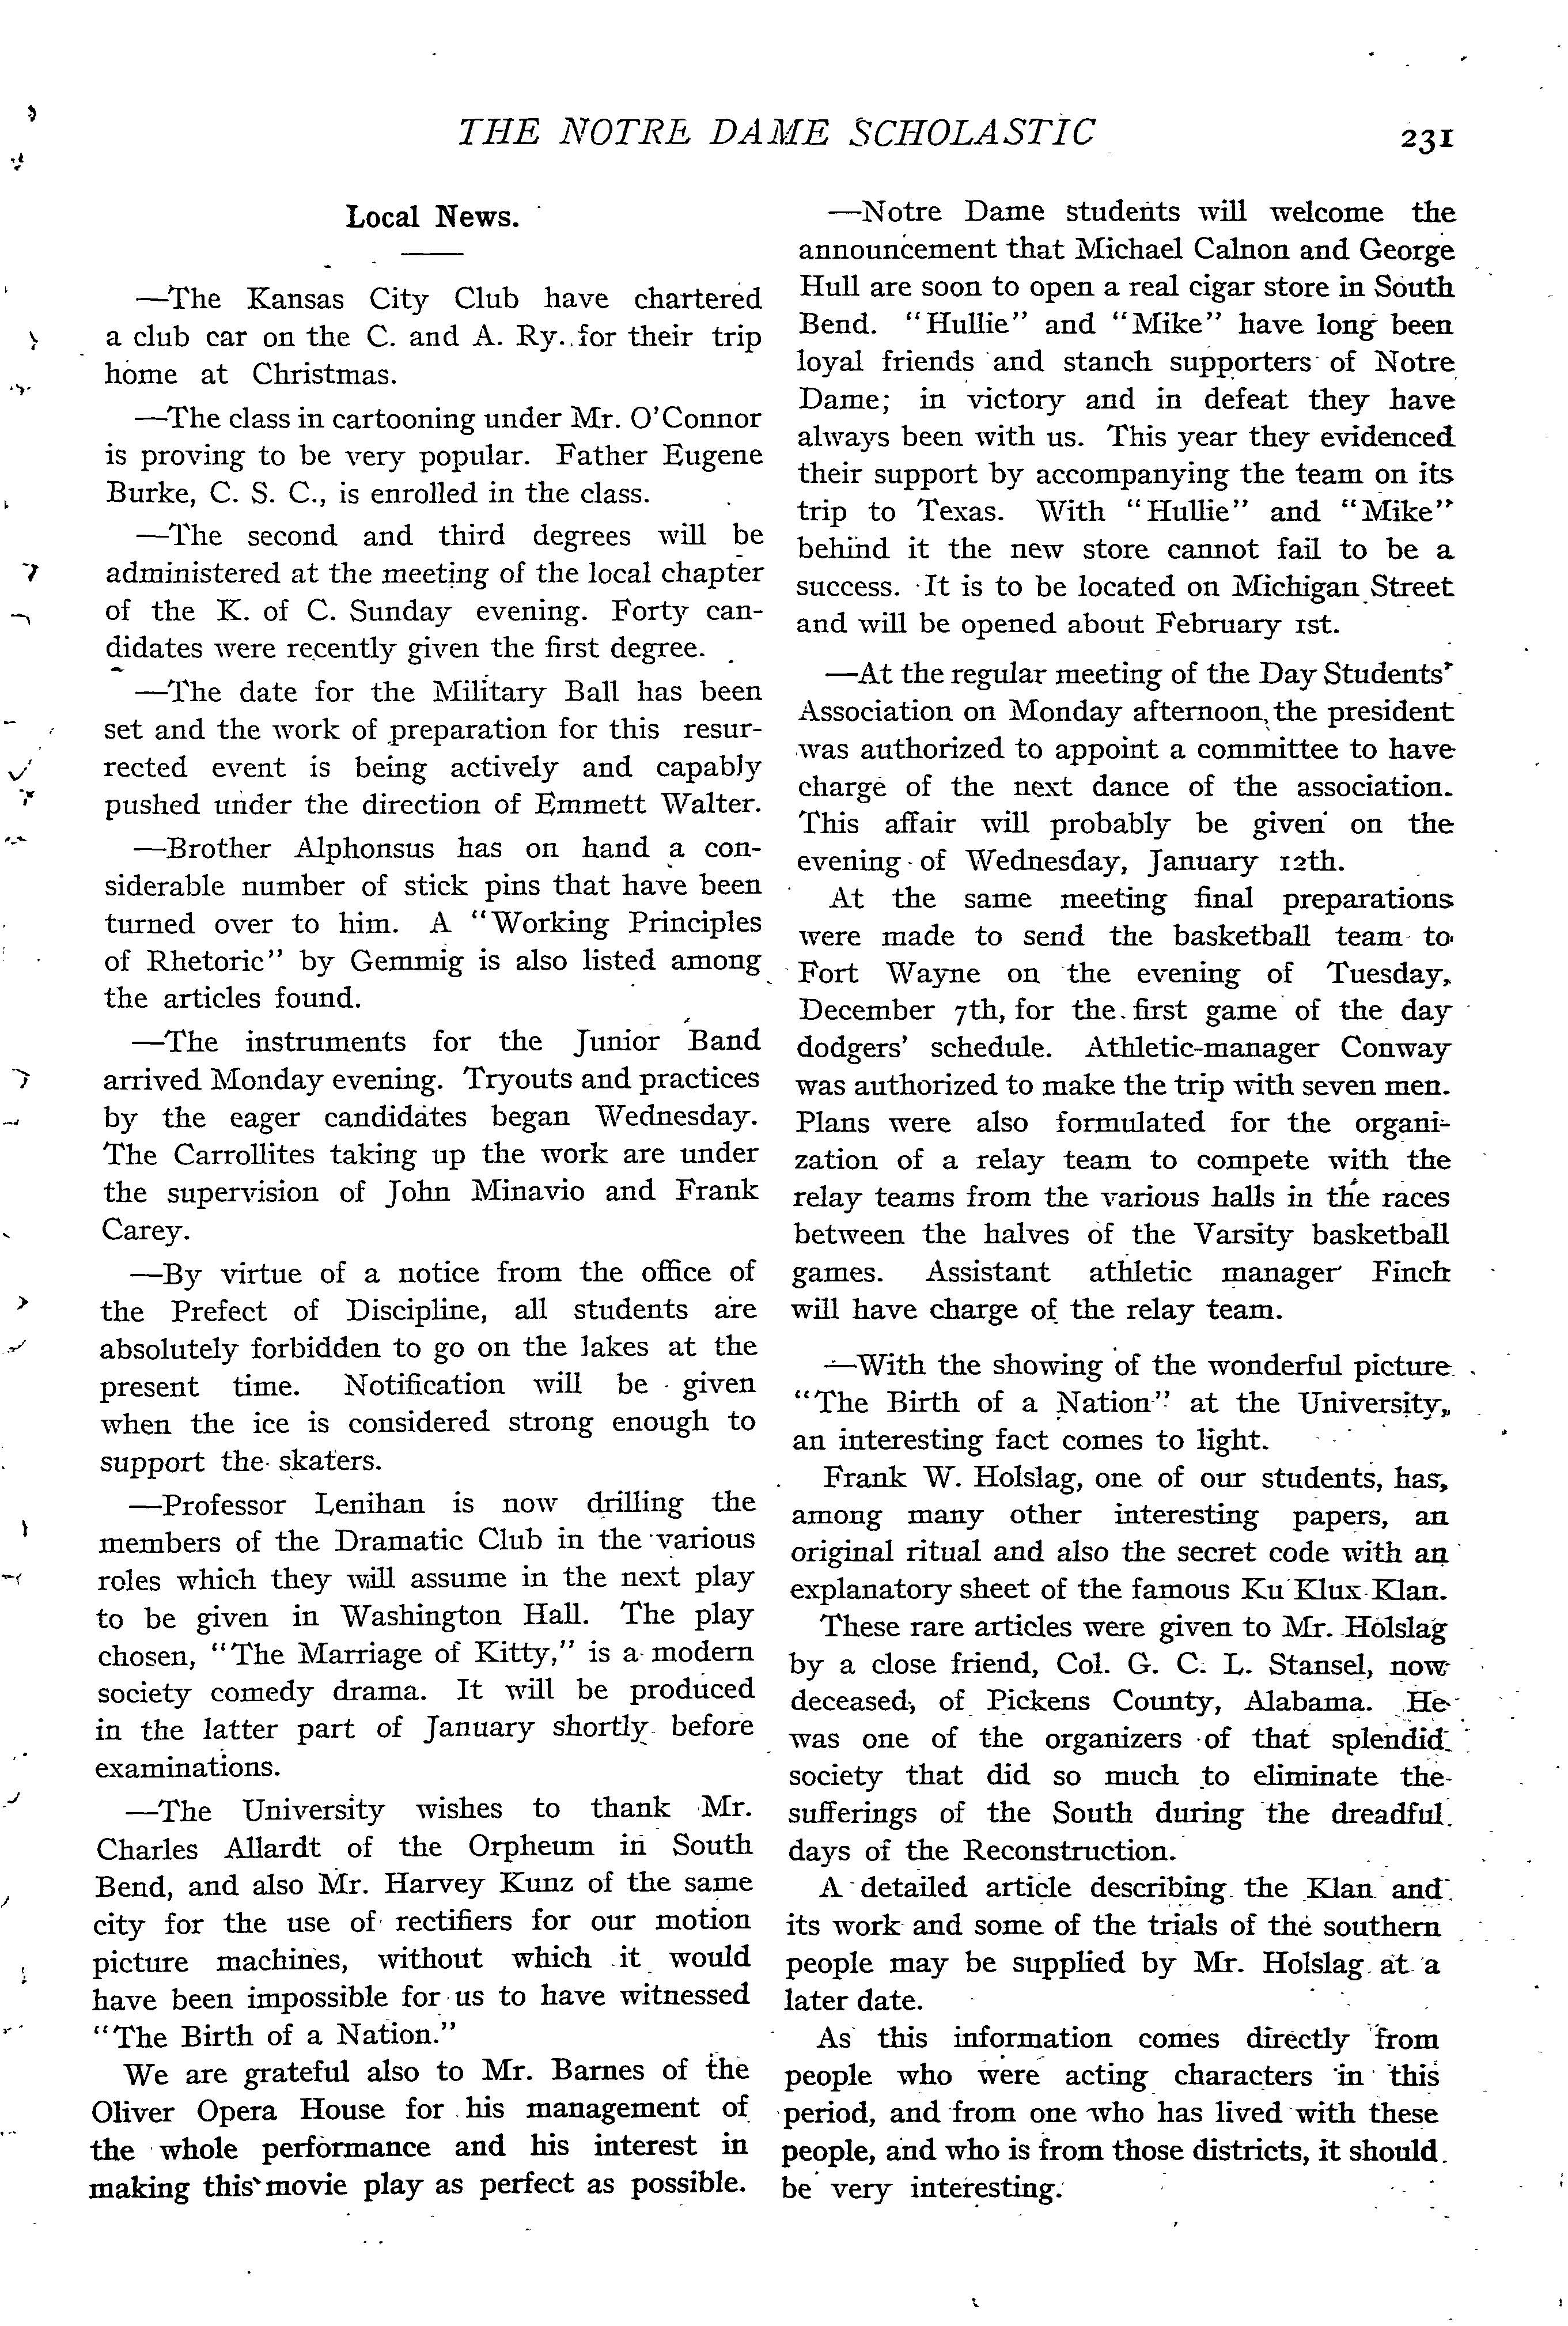 THE NOTRE DAME SCHOLASTIC 231
Local News.
—The Kansas City Club have chartered
a club car on the C. and A. Ry. for their trip
home at Christmas.
—The class in cartooning under Mr. O'Connor
is proving to be very popular. Father Eugene
Burke, C. S. C., is enrolled in the class.
—The second and third degrees will be
administered at the meeting of the local chapter
of the K. of C. Sunday evening. Forty can-
didates were recently given the first degree.
—The date for the Military Ball has been
set and the work of preparation for this resur-
rected event is being actively and capably
pushed under the direction of Emmett Walter.
—Brother Alphonsus has on hand a con-
siderable number of stick pins that have been
turned over to him. A "Working Principles
of Rhetoric" by Gemmig is also listed among
the articles found.
—The instruments for the Junior Band
arrived Monday evening. Tryouts and practices
by the eager candidates began Wednesday.
The Carrollites taking up the work are under
the supervision of John Minavio and Frank
Carey.
—By virtue of a notice from the office of
the Prefect of Discipline, all students are
absolutely forbidden to go on the lakes at the
present time. Notification will be given
when the ice is considered strong enough to
support the skaters.
—Professor Lenihan is now drilling the
members of the Dramatic Club in the various
roles which they will assume in the next play
to be given in Washington Hall. The play
chosen, "The Marriage of Kitty," is a modern
society comedy drama. It will be produced
in the latter part of January shortly before
examinations.
—The University wishes to thank Mr.
Charles Allardt of the Orpheum in South
Bend, and also Mr. Harvey Kunz of the same
city for the use of rectifiers for our motion
picture machines, without which it would
have been impossible for us to have witnessed
"The Birth of a Nation."
We are grateful also to Mr. Barnes of the
Oliver Opera House for his management of
the whole performance and his interest in
making this movie play as perfect as possible.
—Notre Dame students will welcome the
announcement that Michael Calnon and George
Hull are soon to open a real cigar store in South
Bend. "Hullie" and "Mike" have long been
loyal friends and stanch supporters of Notre
Dame; in victory and in defeat they have
always been with us. This year they evidenced
their support by accompanying the team on its
trip to Texas. With "Hullie" and "Mike"
behind it the new store cannot fail to be a
success. It is to be located on Michigan Street
and will be opened about February 1st.
—At the regular meeting of the Day Students'
Association on Monday afternoon, the president
was authorized to appoint a committee to have
charge of the next dance of the association.
This affair will probably be given on the
evening of Wednesday, January 12th.
At the same meeting final preparations
were made to send the basketball team to
Fort Wayne on the evening of Tuesday,
December 7th, for the first game of the day
dodgers' schedule. Athletic-manager Conway
was authorized to make the trip with seven men.
Plans were also formulated for the organi-
zation of a relay team to compete with the
relay teams from the various halls in the races
between the halves of the Varsity basketball
games. Assistant athletic manager Finch
will have charge of the relay team.
—With the showing of the wonderful picture
"The Birth of a Nation" at the University,
an interesting fact comes to light.
Frank W. Holslag, one of our students, has,
among many other interesting papers, an
original ritual and also the secret code with an
explanatory sheet of the famous Ku Klux Klan.
These rare articles were given to Mr. Holslag
by a close friend, Col. G. C. L. Stansel, now
deceased, of Pickens County, Alabama. He
was one of the organizers of that splendid
society that did so much to eliminate the
sufferings of the South during the dreadful
days of the Reconstruction.
A detailed article describing the Klan and
its work and some of the trials of the southern
people may be supplied by Mr. Holslag at a
later date.
As this information comes directly from
people who were acting characters in this
period, and from one who has lived with these
people, and who is from those districts, it should
be very interesting.